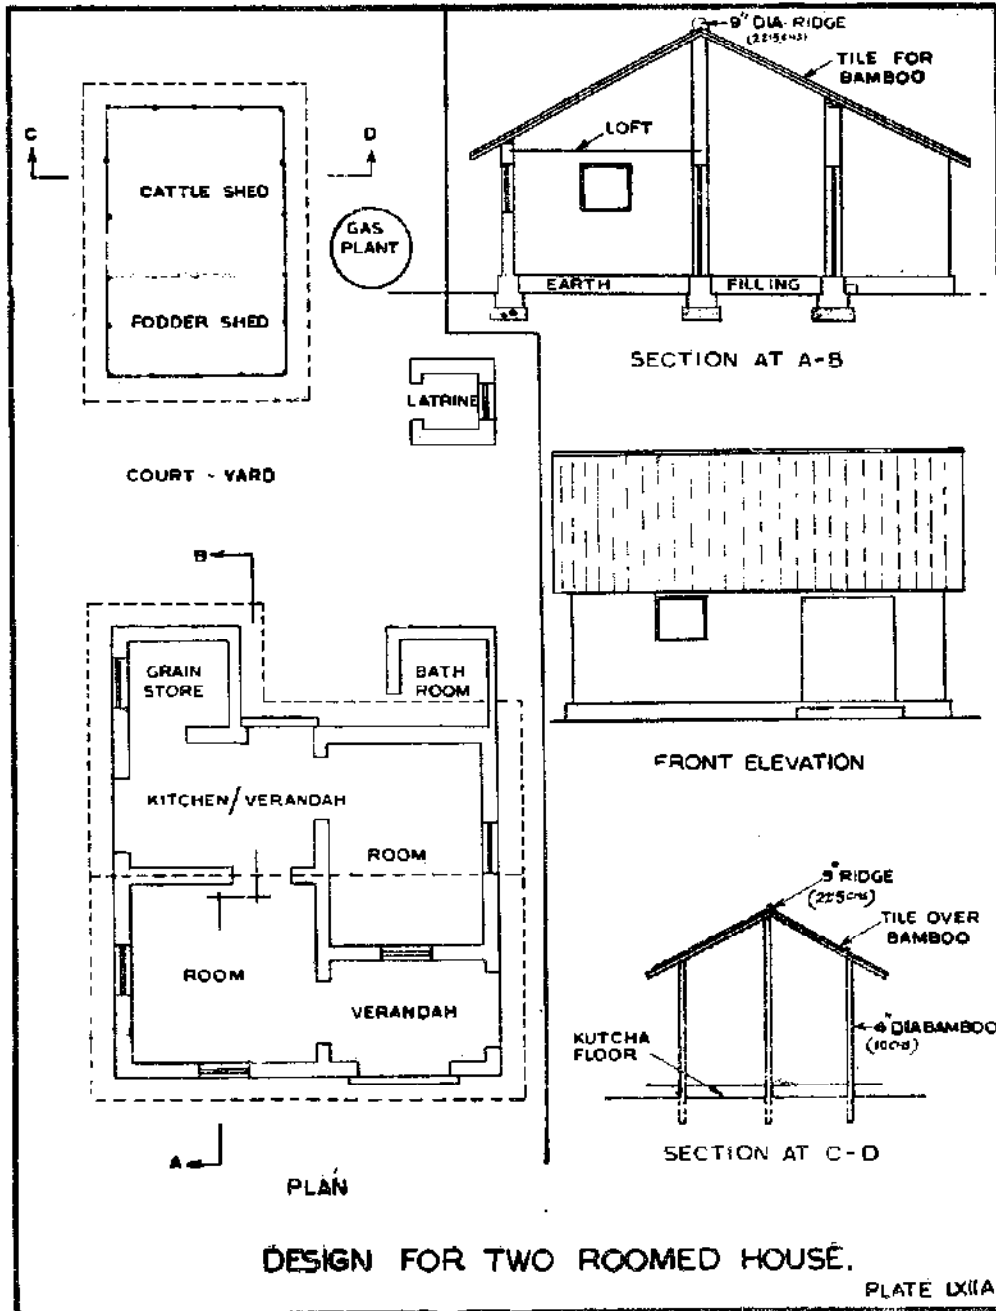 C
D
CATTLE SHED
FODDER SHED
GAS
PLANT
LATRINE
COURT - YARD
B
GRAIN
STORE
BATH
ROOM
KITCHEN/VERANDAH
ROOM
ROOM
VERANDAH
A
PLAN
9" DIA-RIDGE
TILE FOR
BAMBOO
LOFT
EARTH FILLING
SECTION AT A-B
FRONT ELEVATION
9" RIDGE
TILE OVER
BAMBOO
DIA BAMBOO
KUTCHA
FLOOR
SECTION AT C-D
DESIGN FOR TWO ROOMED HOUSE.
PLATE LXIIA